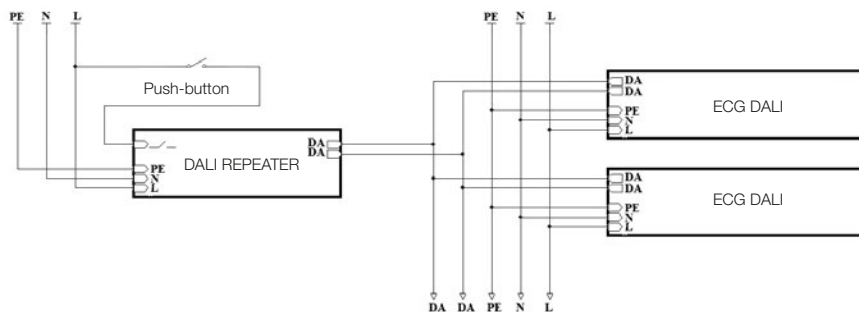 PE N L
PE N L
Push-button
DALI REPEATER
DA
DA
PE
N
L
DA
DA
PE
N
L
ECG DALI
DA
DA
PE
N
L
ECG DALI
DA DA PE N L